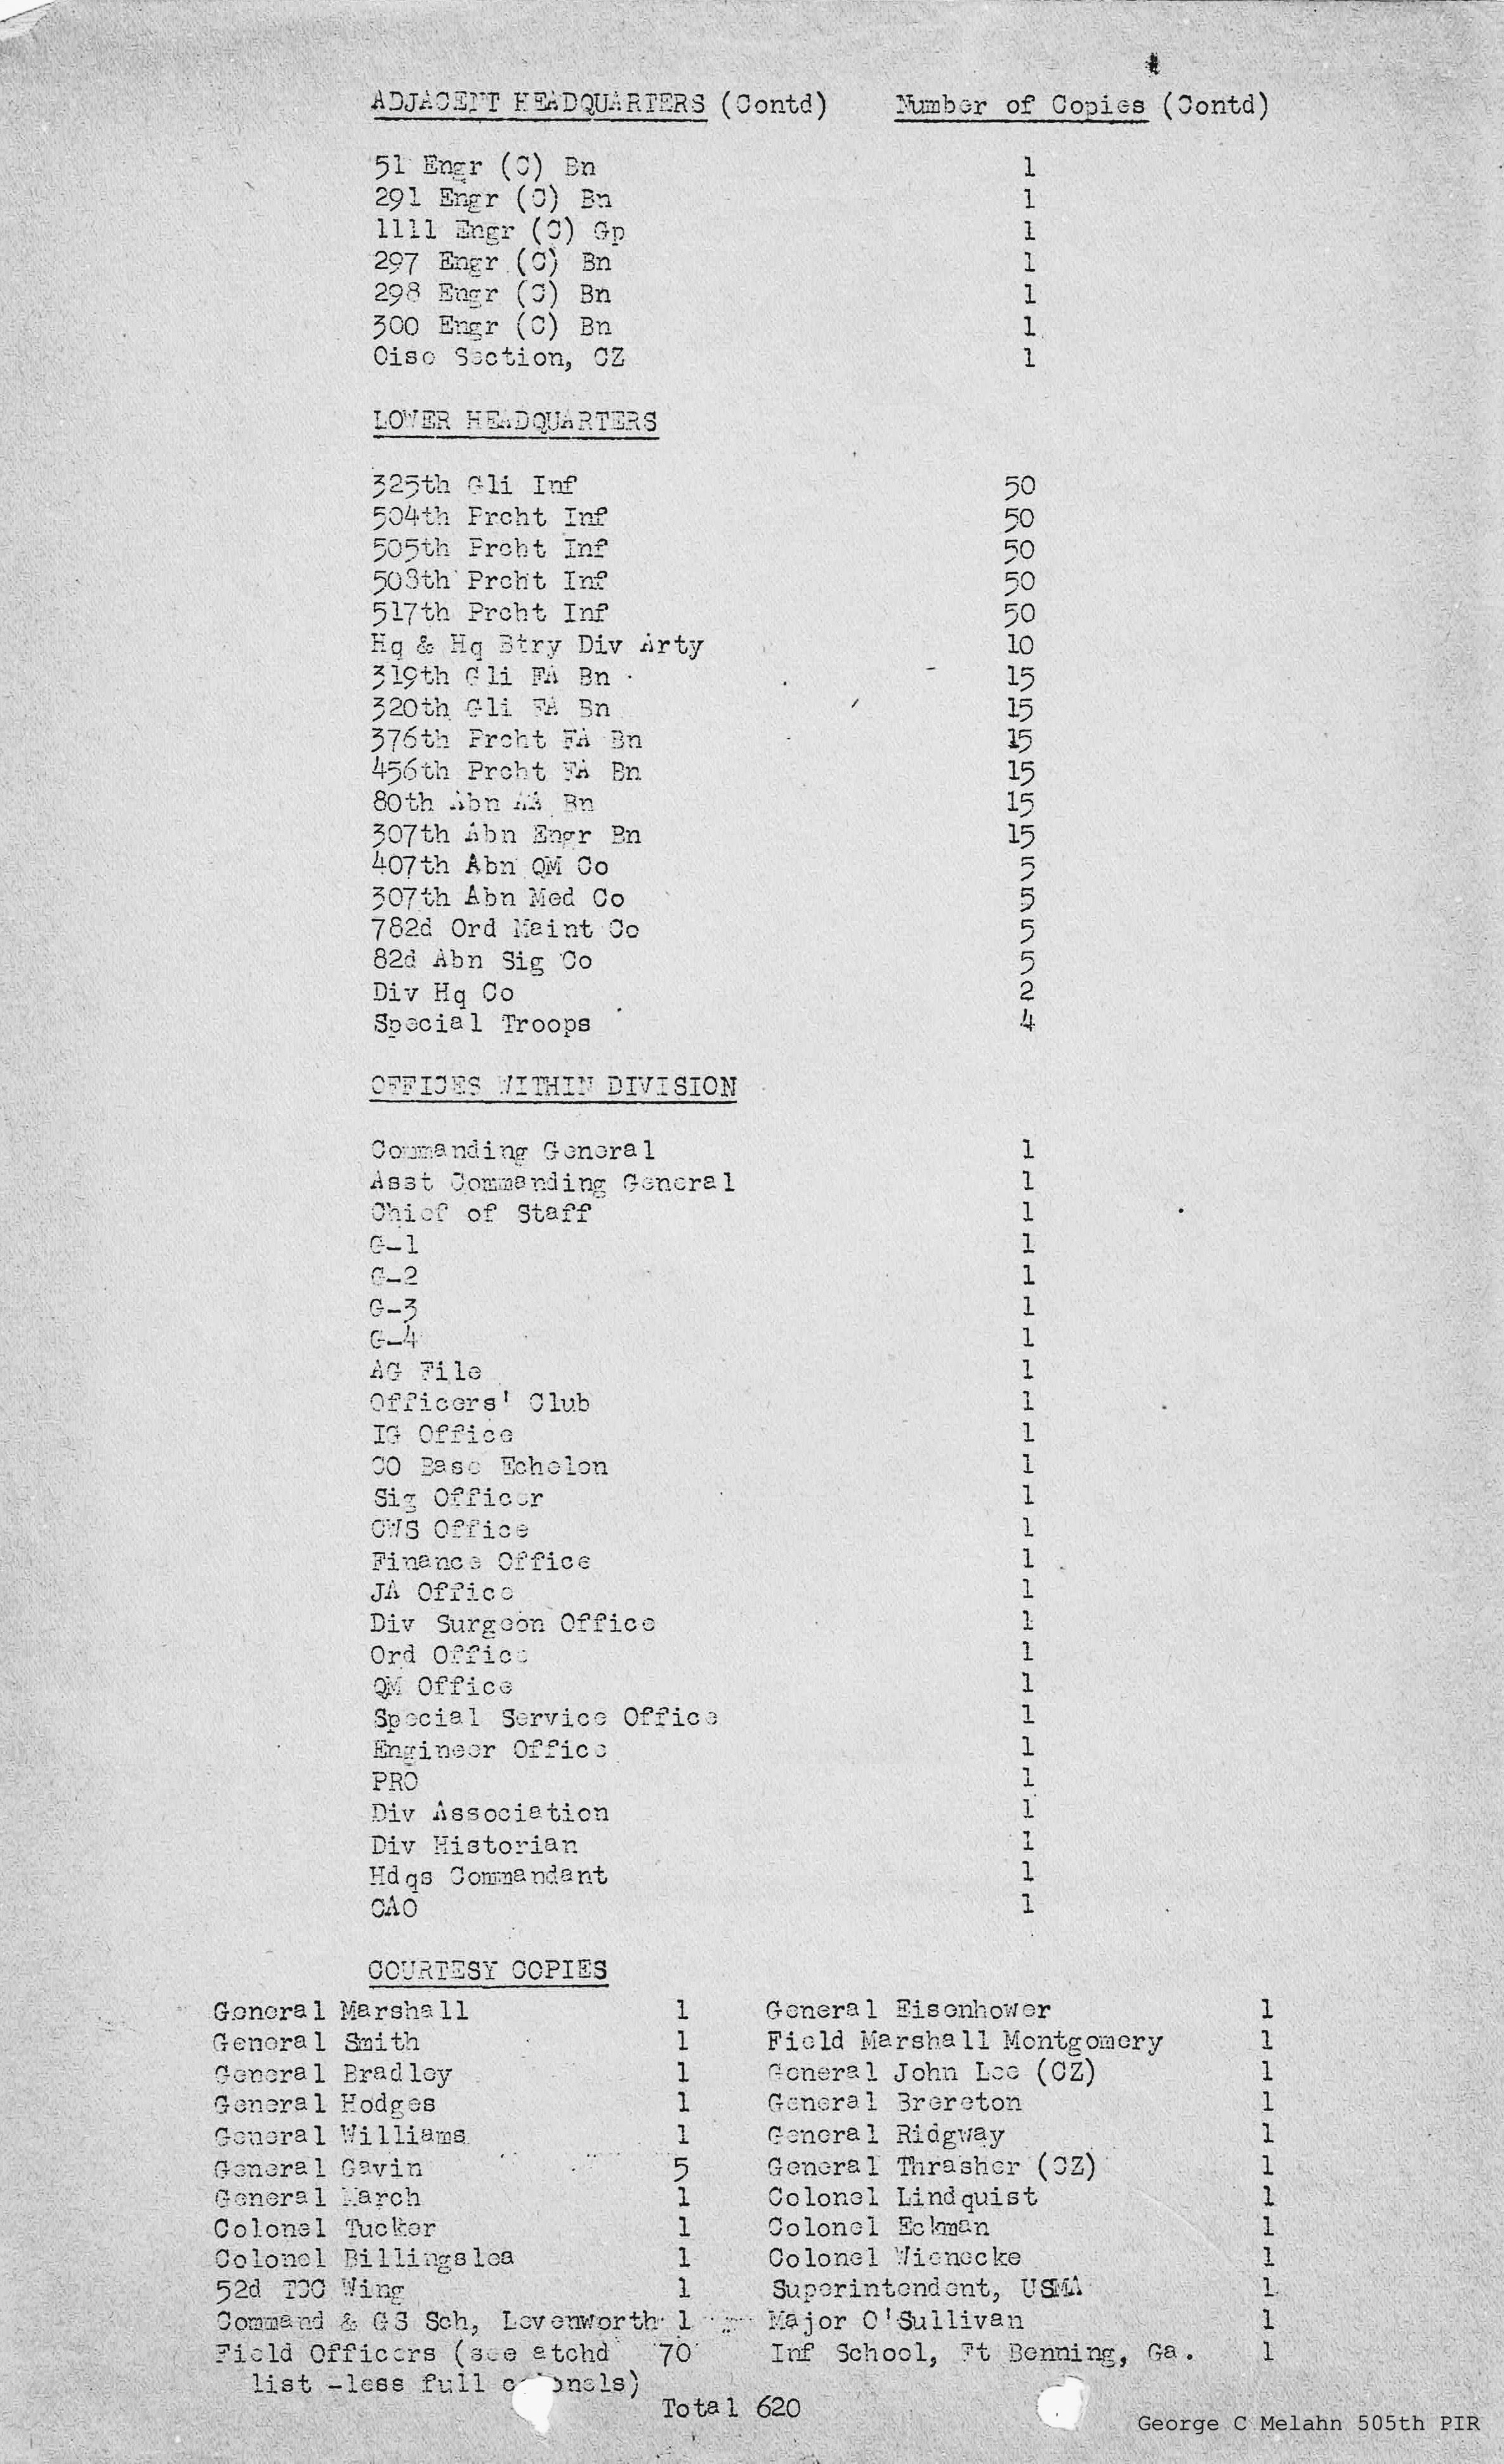 ADJACENT HEADQUARTERS (Contd) Number of Copies (Contd)
51 Engr (C) Bn 1
291 Engr (C) Bn 1
1111 Engr (C) Gp 1
297 Engr (C) Bn 1
298 Engr (C) Bn 1
300 Engr (C) Bn 1
Oise Section, CZ 1
LOWER HEADQUARTERS
325th Gli Inf 50
504th Prcht Inf 50
505th Prcht Inf 50
508th Prcht Inf 50
517th Prcht Inf 50
Hq & Hq Btry Div Arty 10
319th Gli FA Bn 15
320th Gli FA Bn 15
376th Prcht FA Bn 15
456th Prcht FA Bn 15
80th Abn AA Bn 15
307th Abn Engr Bn 15
407th Abn QM Co 5
307th Abn Med Co 5
782d Ord Maint Co 5
82d Abn Sig Co 5
Div Hq Co 2
Special Troops 4
OFFICES WITHIN DIVISION
Commanding General 1
Asst Commanding General 1
Chief of Staff 1
G-1 1
G-2 1
G-3 1
G-4 1
AG File 1
Officers' Club 1
IG Office 1
CO Base Echelon 1
Sig Officer 1
CWS Office 1
Finance Office 1
JA Office 1
Div Surgeon Office 1
Ord Office 1
QM Office 1
Special Service Office 1
Engineer Office 1
PRO 1
Div Association 1
Div Historian 1
Hdqs Commandant 1
CAO 1
COURTESY COPIES
General Marshall 1 General Eisenhower 1
General Smith 1 Field Marshall Montgomery 1
General Bradley 1 General John Lee (CZ) 1
General Hodges 1 General Brereton 1
General Williams 1 General Ridgway 1
General Gavin 5 General Thrasher (CZ) 1
General March 1 Colonel Lindquist 1
Colonel Tucker 1 Colonel Eckman 1
Colonel Billingslea 1 Colonel Wienecke 1
52d TCC Wing 1 Superintendent, USMA 1
Command & GS Sch, Levenworth 1 Major O'Sullivan 1
Field Officers (see atchd 70 Inf School, Ft Benning, Ga. 1
list -less full colonels)
Total 620
George C Melahn 505th PIR